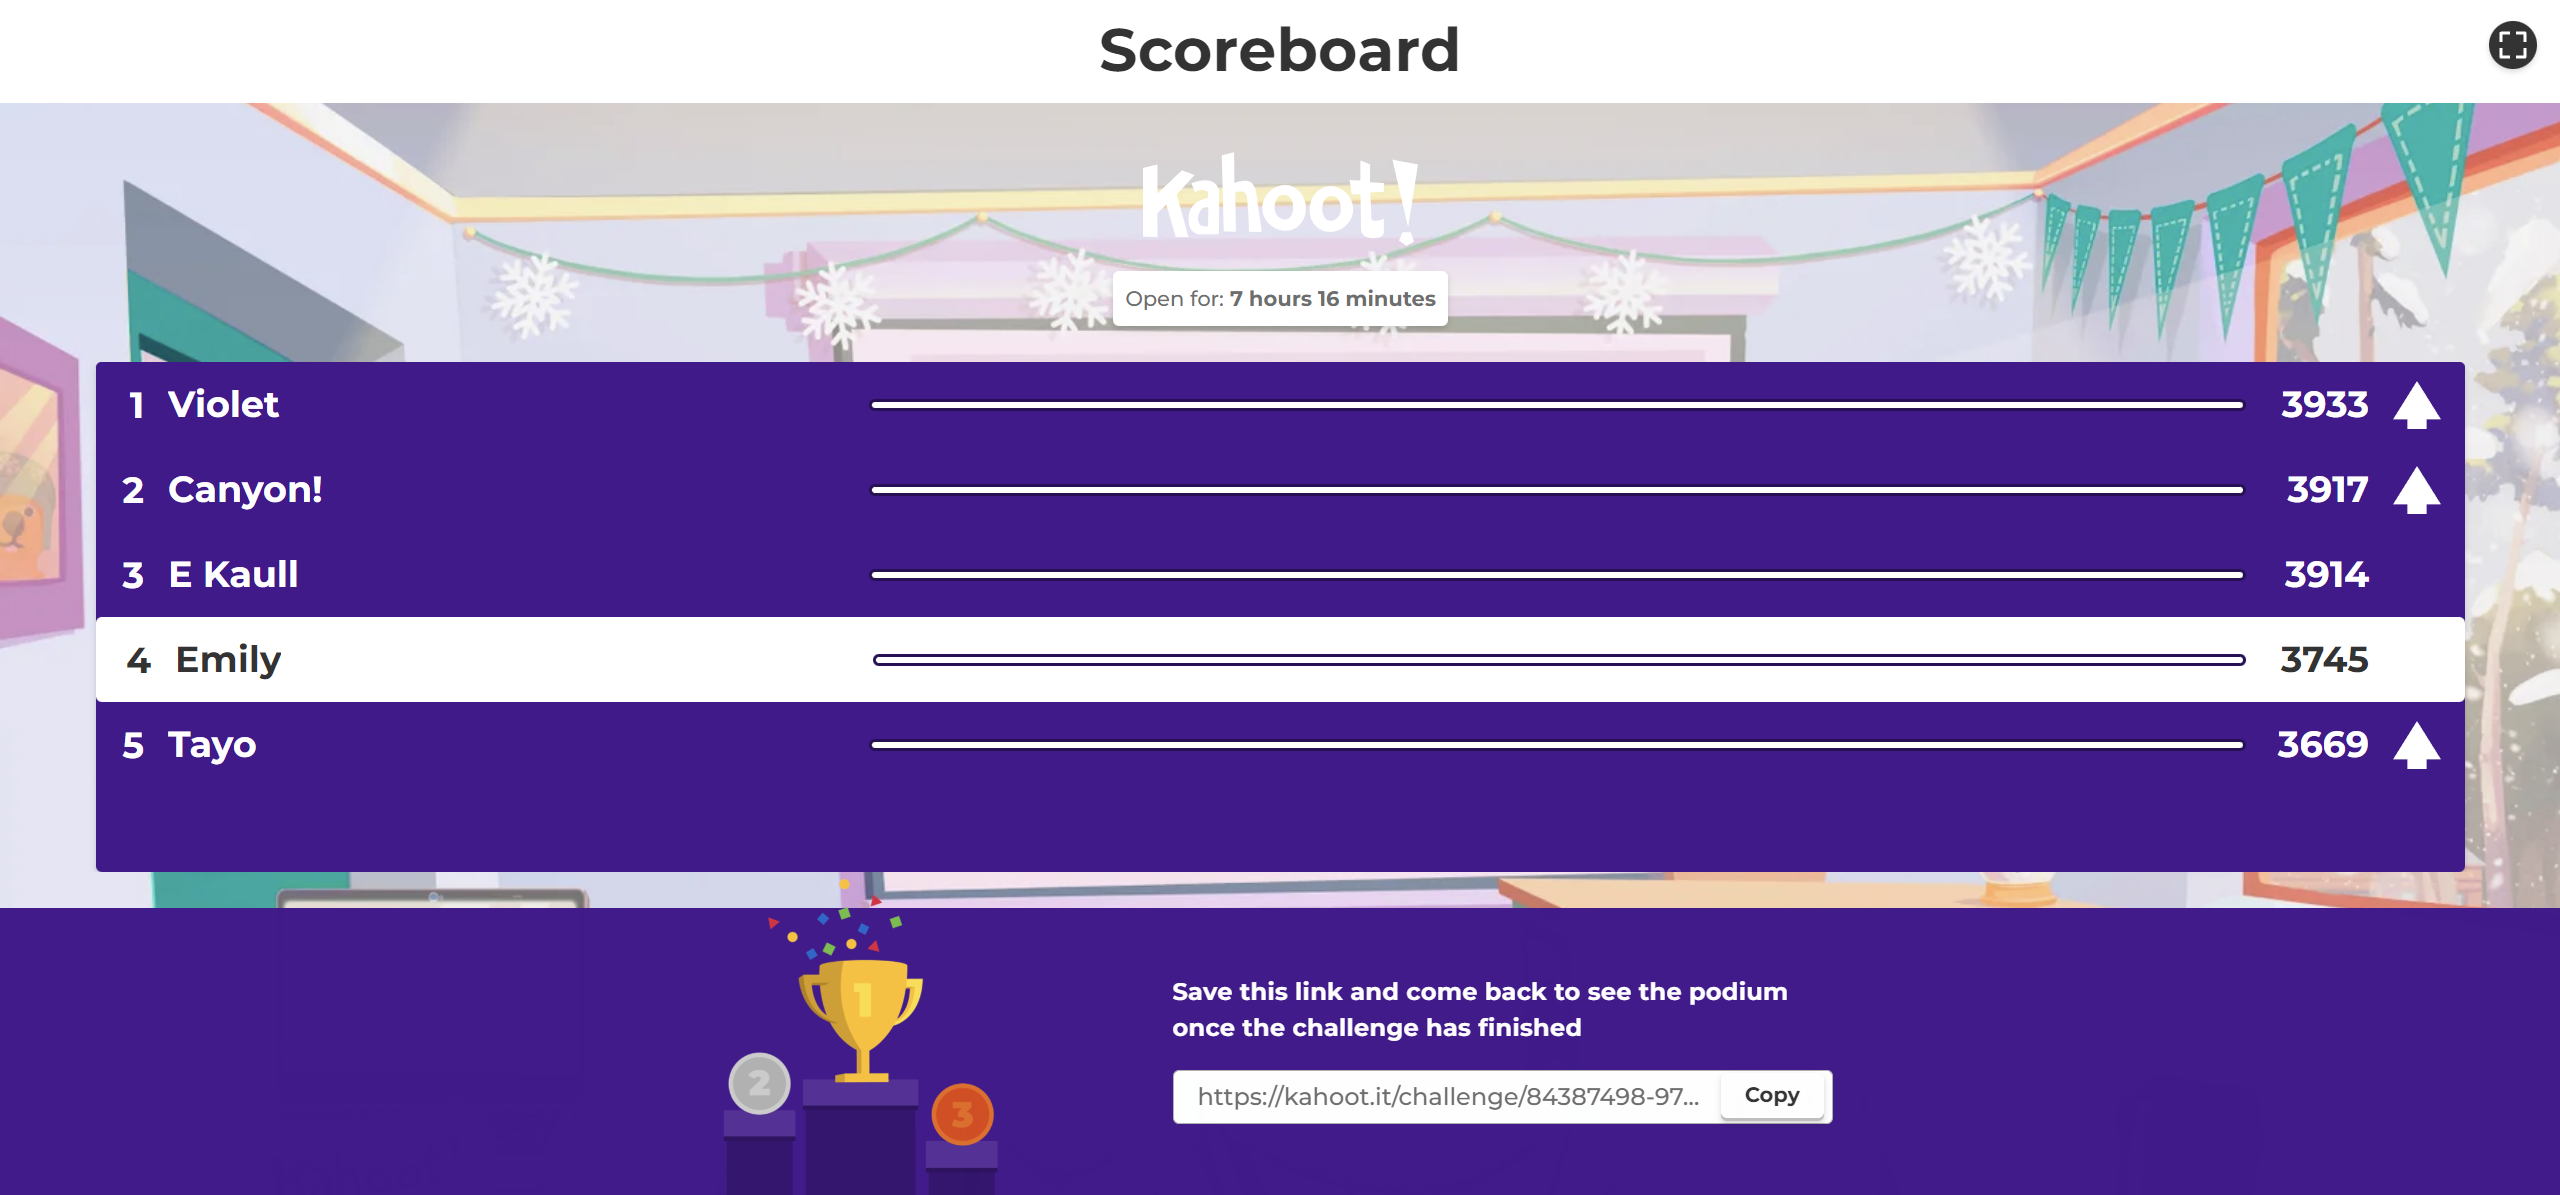 Scoreboard
Kahoot!
Open for: 7 hours 16 minutes
1 Violet 3933
2 Canyon! 3917
3 E Kaull 3914
4 Emily 3745
5 Tayo 3669
1
2
3
Save this link and come back to see the podium
once the challenge has finished
https://kahoot.it/challenge/84387498-97... Copy